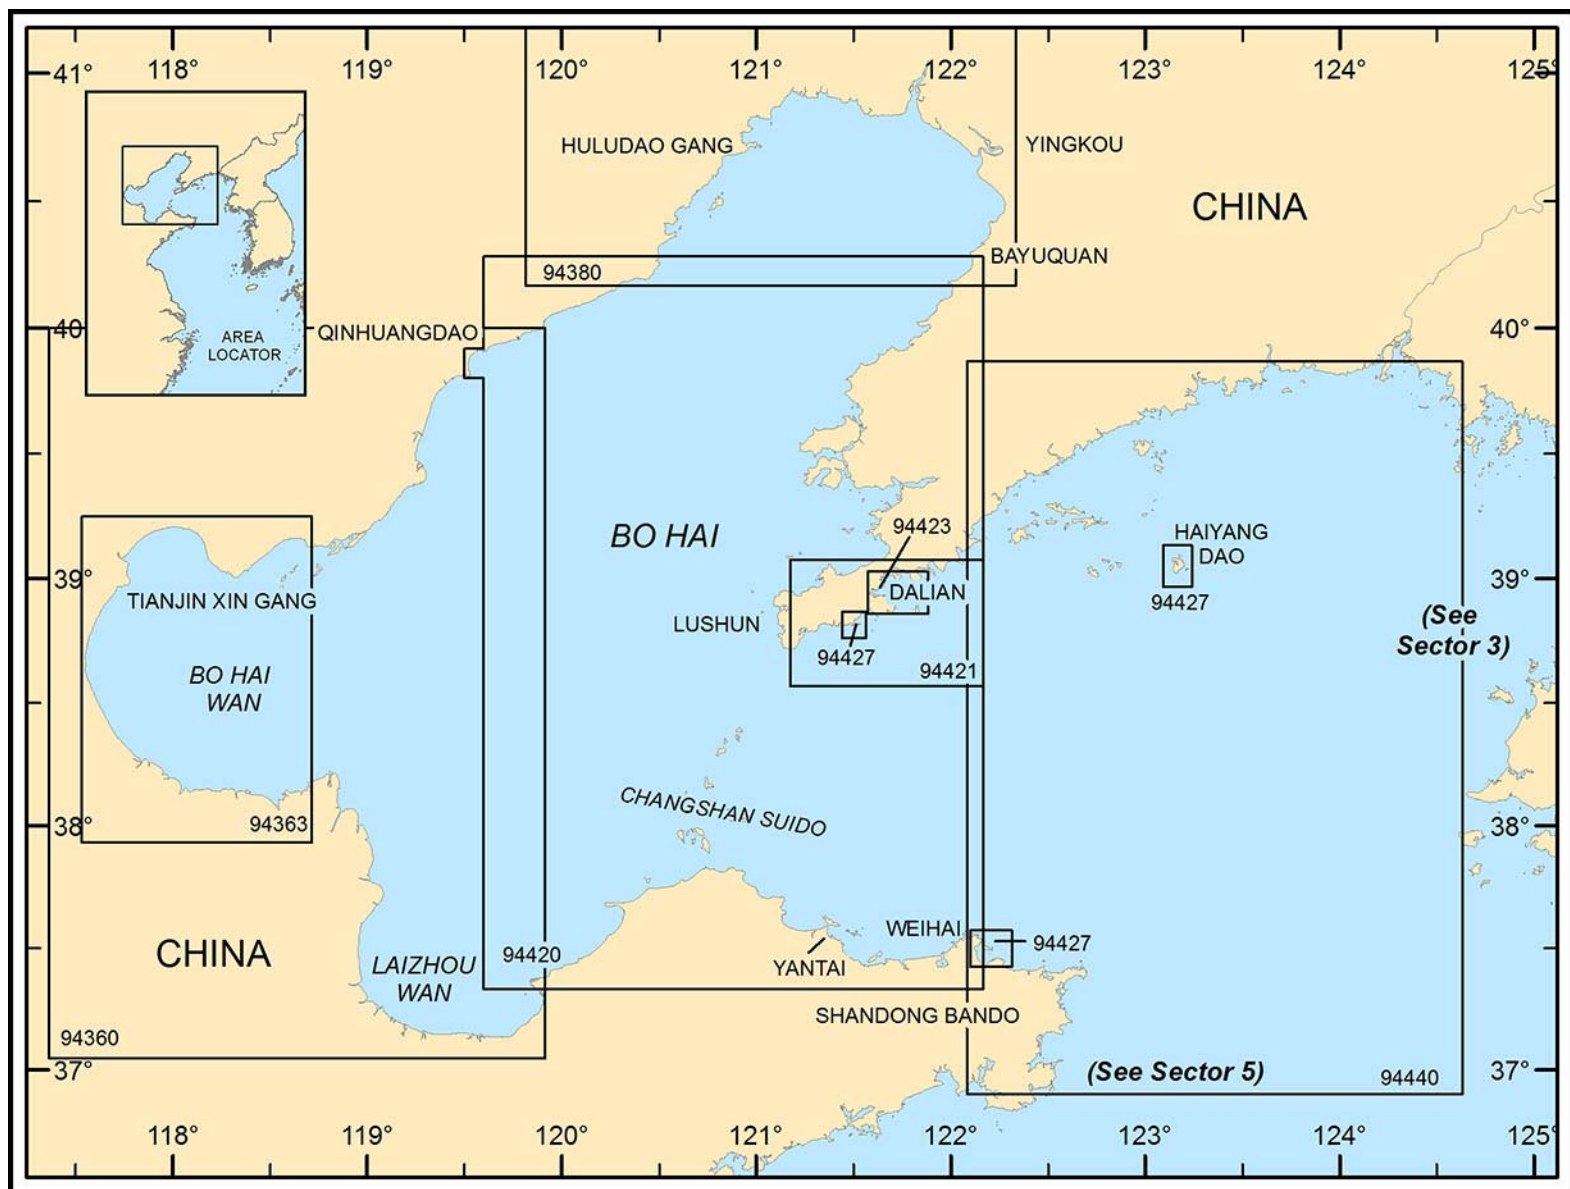 118°
119°
120°
121°
122°
123°
124°
125°
41°
HULUDAO GANG
YINGKOU
CHINA
BAYUQUAN
94380
40
QINHUANGDAO
40°
AREA
LOCATOR
BO HAI
94423
HAIYANG
DAO
39°
39°
DALIAN
TIANJIN XIN GANG
94427
LUSHUN
(See
Sector 3)
94427
94421
BO HAI
WAN
CHANGSHAN SUIDO
94363
38°
38°
WEIHAI
94427
CHINA
94420
LAIZHOU
WAN
YANTAI
SHANDONG BANDO
94360
37°
(See Sector 5)
94440
37°
118°
119°
120°
121°
122°
123°
124°
125°